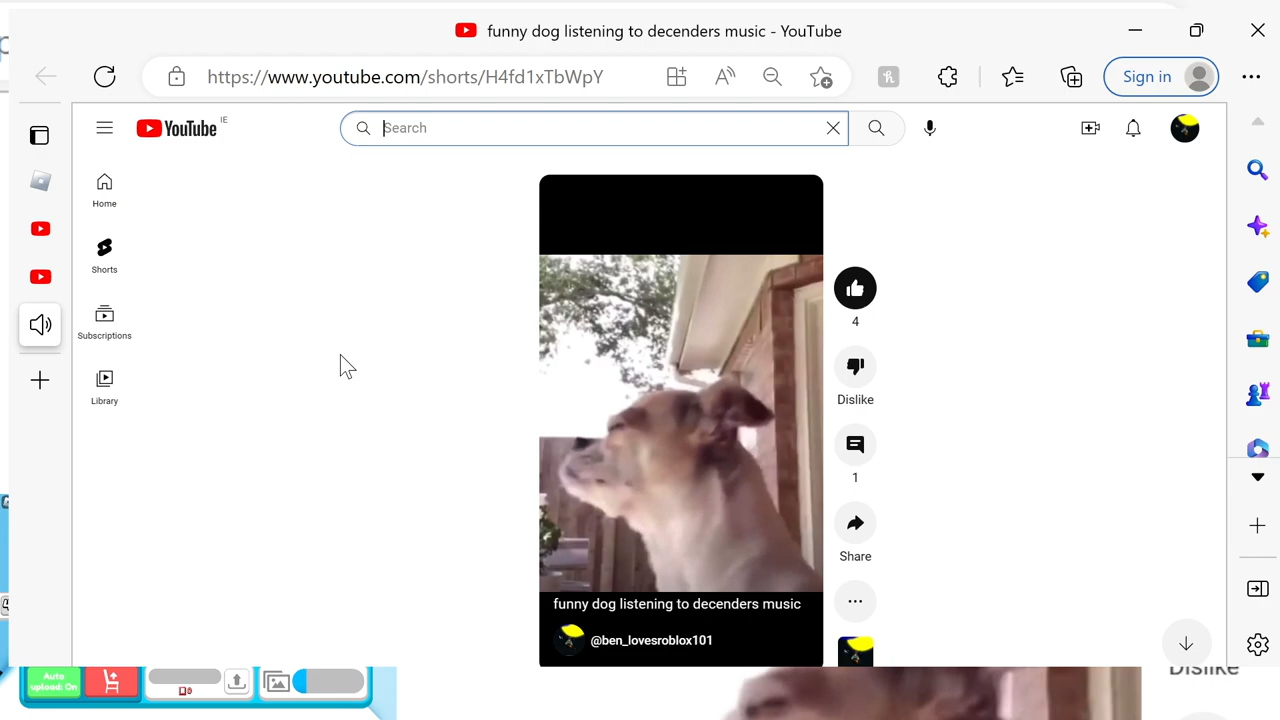 funny dog listening to decenders music - YouTube
https://www.youtube.com/shorts/H4fd1xTbWpY
Sign in
YouTube IE
Search
Home
Shorts
Subscriptions
Library
4
Dislike
1
Share
funny dog listening to decenders music
@ben_lovesroblox101
Auto
upload: On
Dislike